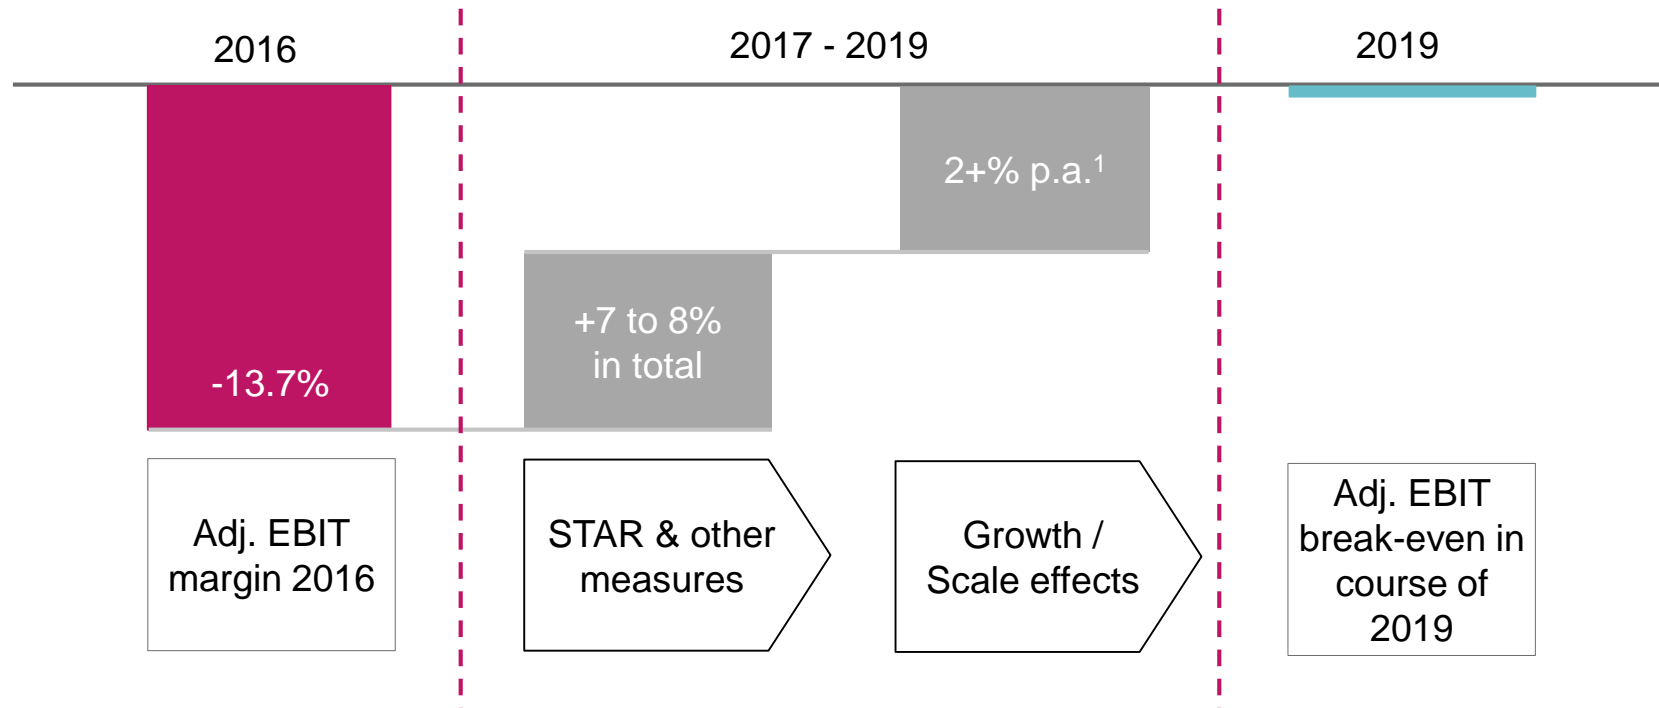 2016
2017 - 2019
2019
2+% p.a.¹
+7 to 8%
in total
-13.7%
Adj. EBIT
margin 2016
STAR & other
measures
Growth /
Scale effects
Adj. EBIT
break-even in
course of
2019